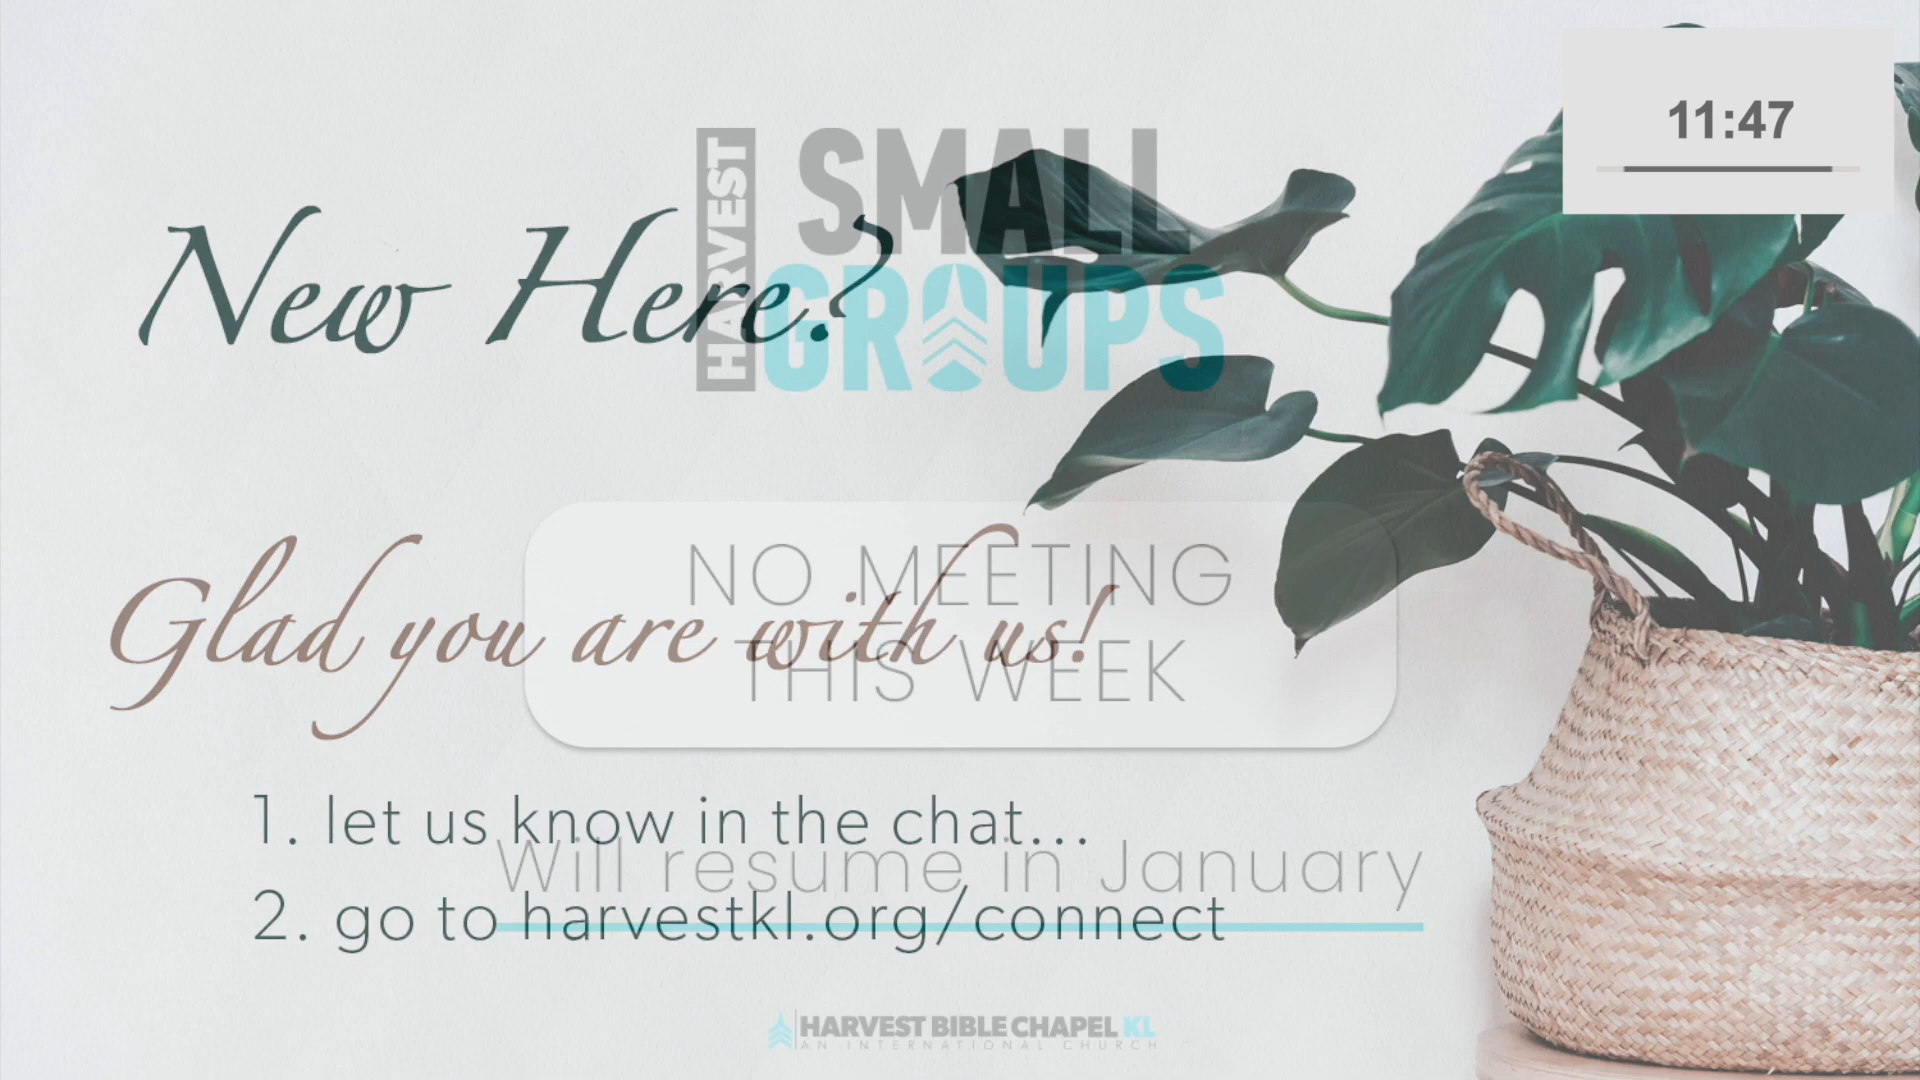 11:47
HARVEST
SMALL
GROUPS
New Here?
NO MEETING
THIS WEEK
Glad you are with us!
1. let us know in the chat...
Will resume in January
2. go to harvestkl.org/connect
HARVEST BIBLE CHAPEL KL
AN INTERNATIONAL CHURCH